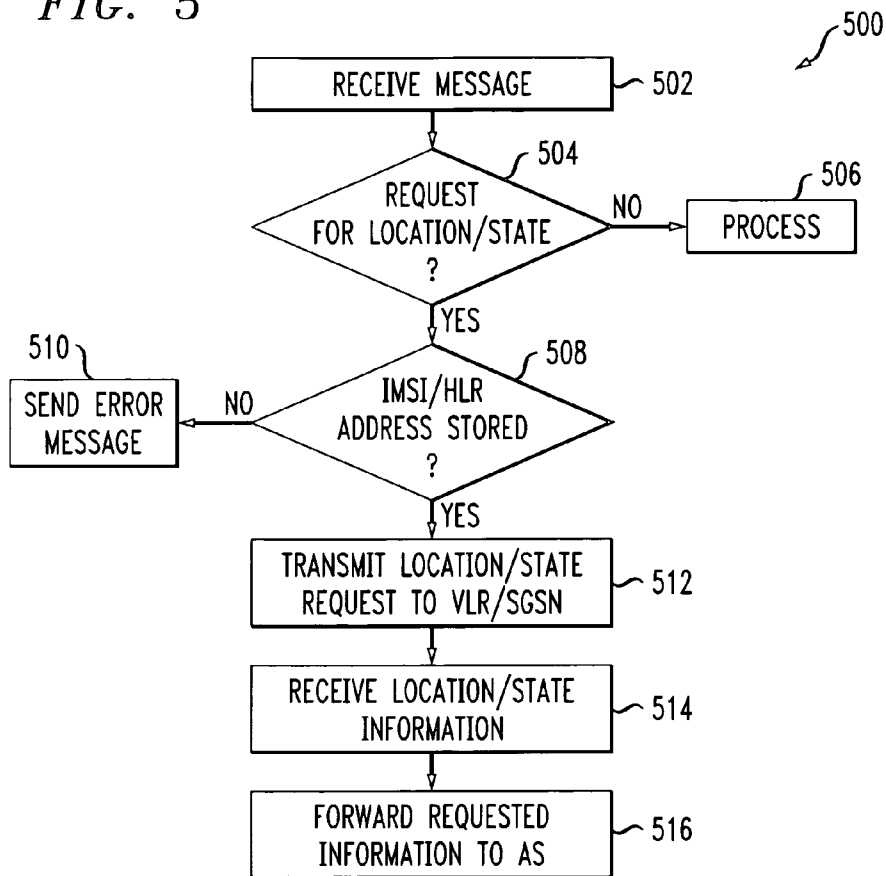 FIG. 5
500
RECEIVE MESSAGE
502
504
REQUEST
FOR LOCATION/STATE
?
NO
506
PROCESS
YES
508
510
IMSI/HLR
ADDRESS STORED
?
NO
SEND ERROR
MESSAGE
YES
TRANSMIT LOCATION/STATE
REQUEST TO VLR/SGSN
512
RECEIVE LOCATION/STATE
INFORMATION
514
FORWARD REQUESTED
INFORMATION TO AS
516